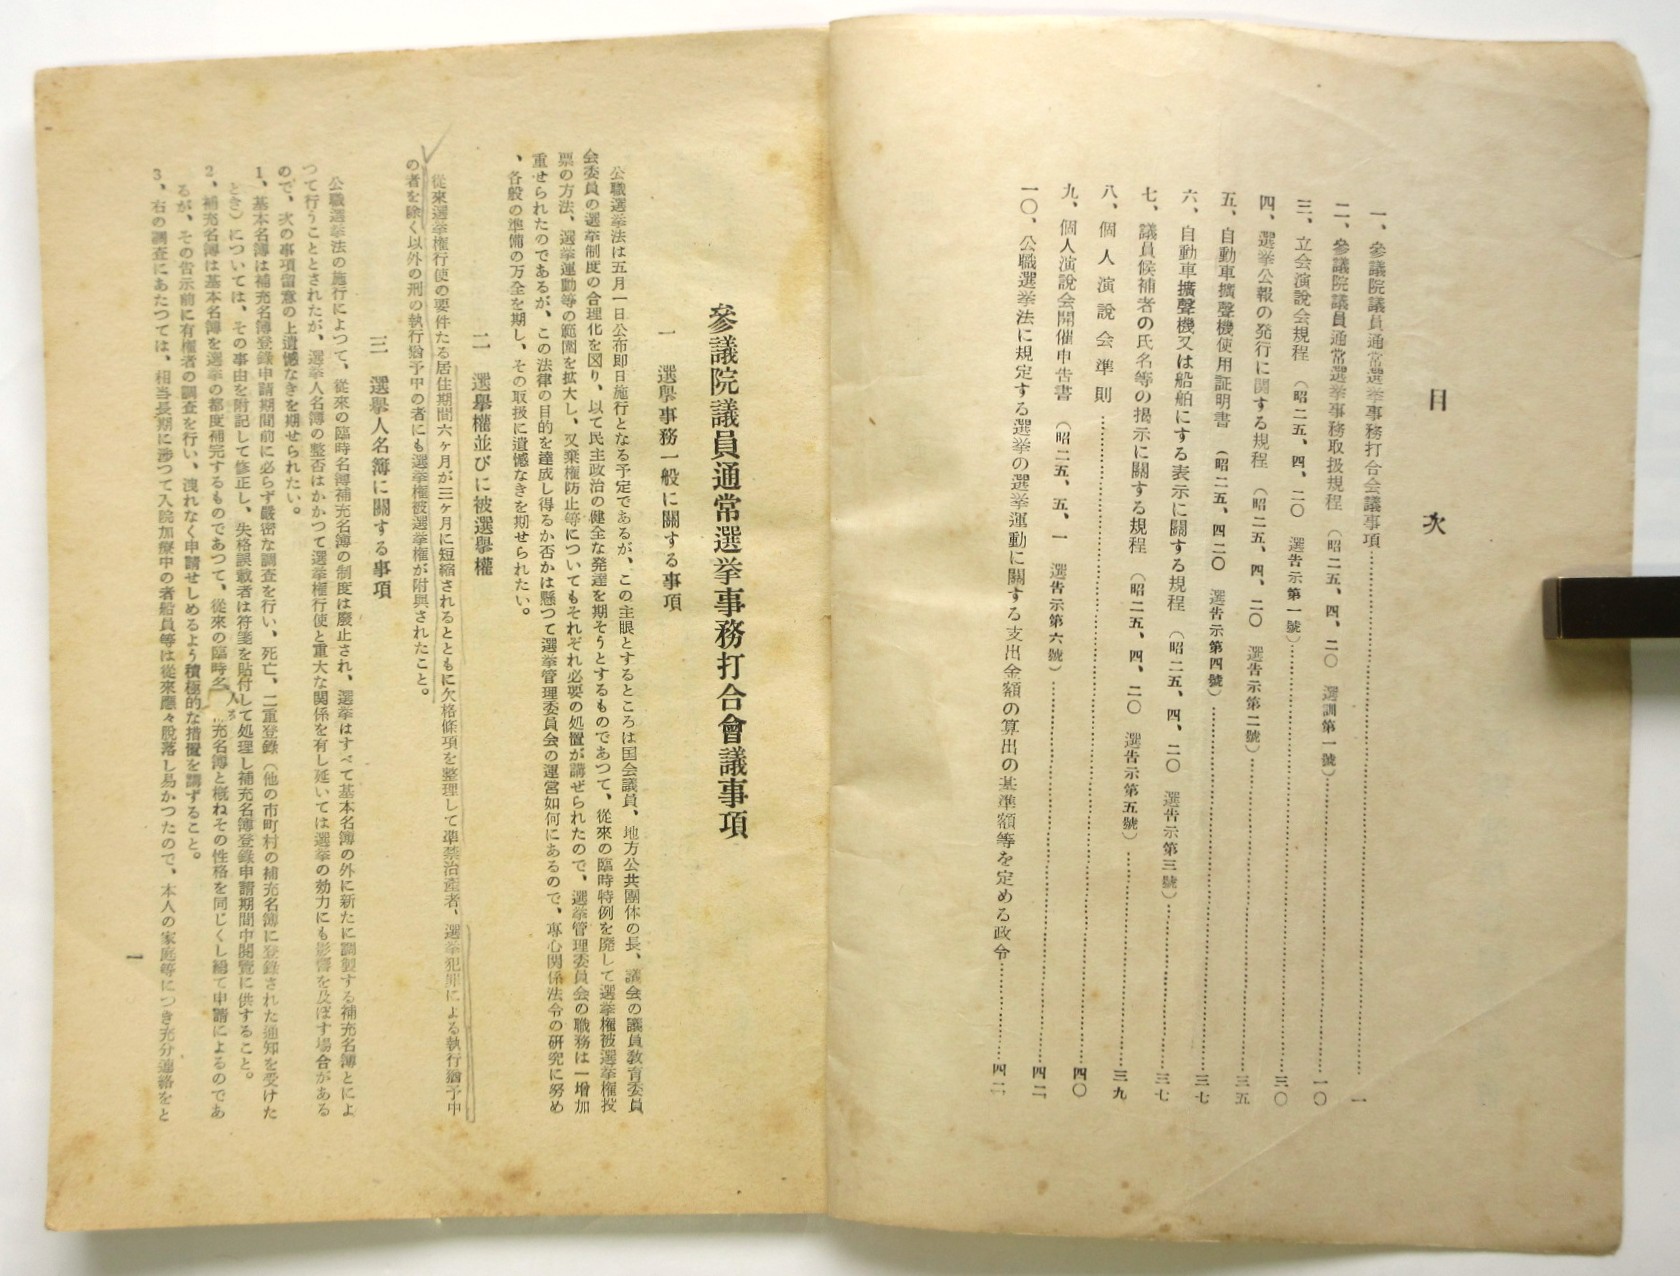 目次
一、參議院議員通常選挙事務打合会議事項…………一
二、參議院議員通常選挙事務取扱規程（昭二五、四、二〇 選訓第一號）…………一〇
三、立会演說会規程（昭二五、四、二〇 選告示第一號）…………三〇
四、選挙公報の発行に関する規程（昭二五、四、二〇 選告示第二號）…………三五
五、自動車擴聲機使用証明書（昭二五、四二〇 選告示第四號）…………三七
六、自動車擴聲機又は船舶にする表示に關する規程（昭二五、四、二〇 選告示第三號）…………三七
七、議員候補者の氏名等の揭示に關する規程（昭二五、四、二〇 選告示第五號）…………三九
八、個人演說会準則…………四〇
九、個人演說会開催申告書（昭二五、五、一 選告示第六號）…………四二
一〇、公職選挙法に規定する選挙の選挙運動に關する支出金額の算出の基準額等を定める政令…………四二
參議院議員通常選挙事務打合會議事項
一 選擧事務一般に關する事項
公職選挙法は五月一日公布即日施行となる予定であるが、この主眼とするところは国会議員、地方公共團体の長、議会の議員教育委員
会委員の選挙制度の合理化を図り、以て民主政治の健全な発達を期そうとするものであつて、從來の臨時特例を廃して選挙権被選挙権投
票の方法、選挙運動等の範囲を拡大し、又棄権防止等についてもそれぞれ必要の処置が講ぜられたので、選挙管理委員会の職務は一增加
重せられたのであるが、この法律の目的を達成し得るか否かは懸つて選挙管理委員会の運営如何にあるので、專心関係法令の硏究に努め
、各般の準備の万全を期し、その取扱に遺憾なきを期せられたい。
二 選擧權並びに被選擧權
從来選挙権行使の要件たる居住期間六ヶ月が三ヶ月に短縮されるとともに欠格條項を整理して準禁治產者、選挙犯罪による執行猶予中
の者を除く以外の刑の執行猶予中の者にも選挙権被選挙権が附興されたこと。
三 選擧人名簿に關する事項
公職選挙法の施行によつて、從来の臨時名簿補充名簿の制度は廢止され、選挙はすべて基本名簿の外に新たに調製する補充名簿とによ
つて行うこととされたが、選挙人名簿の整否はかかつて選挙権行使と重大な関係を有し延いては選挙の効力にも影響を及ぼす場合がある
ので、次の事項留意の上遺憾なきを期せられたい。
1、基本名簿は補充名簿登錄申請期間前に必らず嚴密な調査を行い、死亡、二重登錄（他の市町村の補充名簿に登錄された通知を受けた
とき）については、その事由を附記して修正し、失格誤載者は符箋を貼付して処理し補充名簿登錄申請期間中閱覽に供すること。
2、補充名簿は基本名簿を選挙の都度補完するものであつて、從来の臨時名 充名簿と概ねその性格を同じくし總て申請によるのであ
るが、その告示前に有権者の調査を行い、洩れなく申請せしめるよう積極的な措置を講ずること。
3、右の調査にあたつては、相当長期に涉つて入院加療中の者船員等は從來應々脫落し易かつたので、本人の家庭等につき充分連絡をと
一